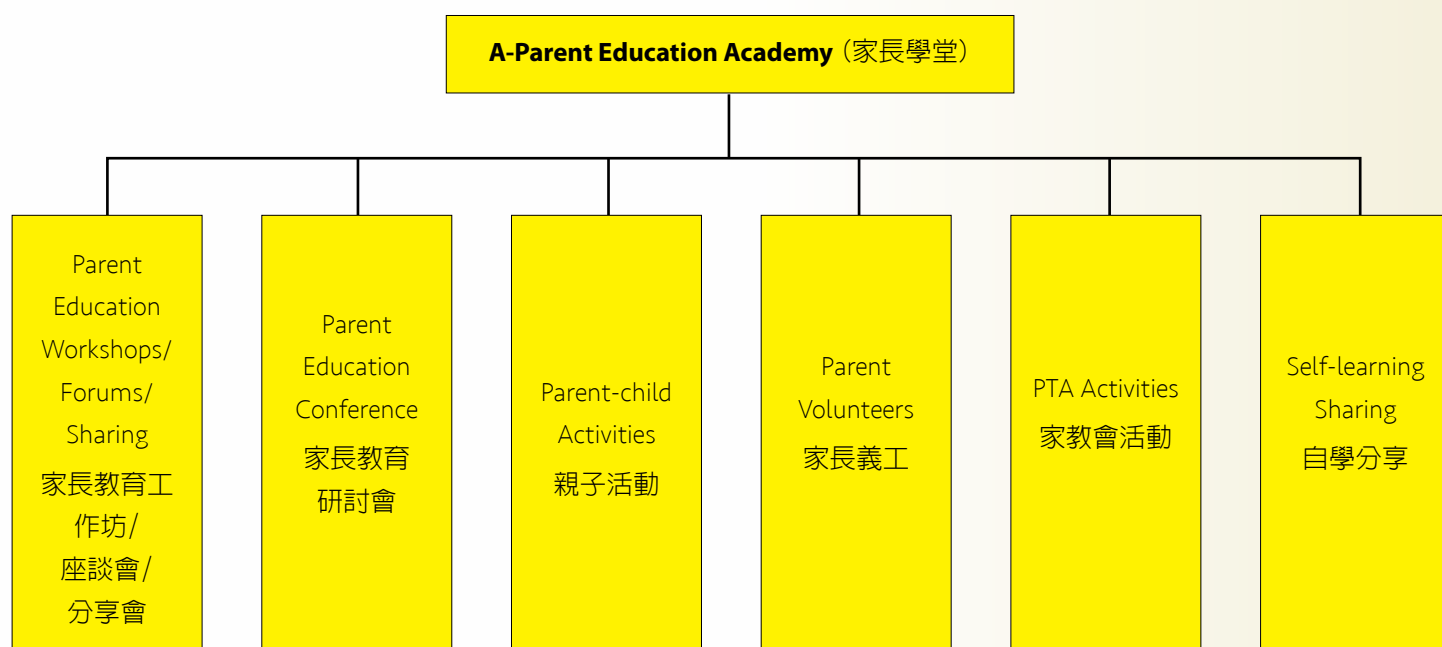 A-Parent Education Academy（家長學堂）
Parent
Education
Workshops/
Forums/
Sharing
家長教育工
作坊/
座談會/
分享會
Parent
Education
Conference
家長教育
研討會
Parent-child
Activities
親子活動
Parent
Volunteers
家長義工
PTA Activities
家教會活動
Self-learning
Sharing
自學分享